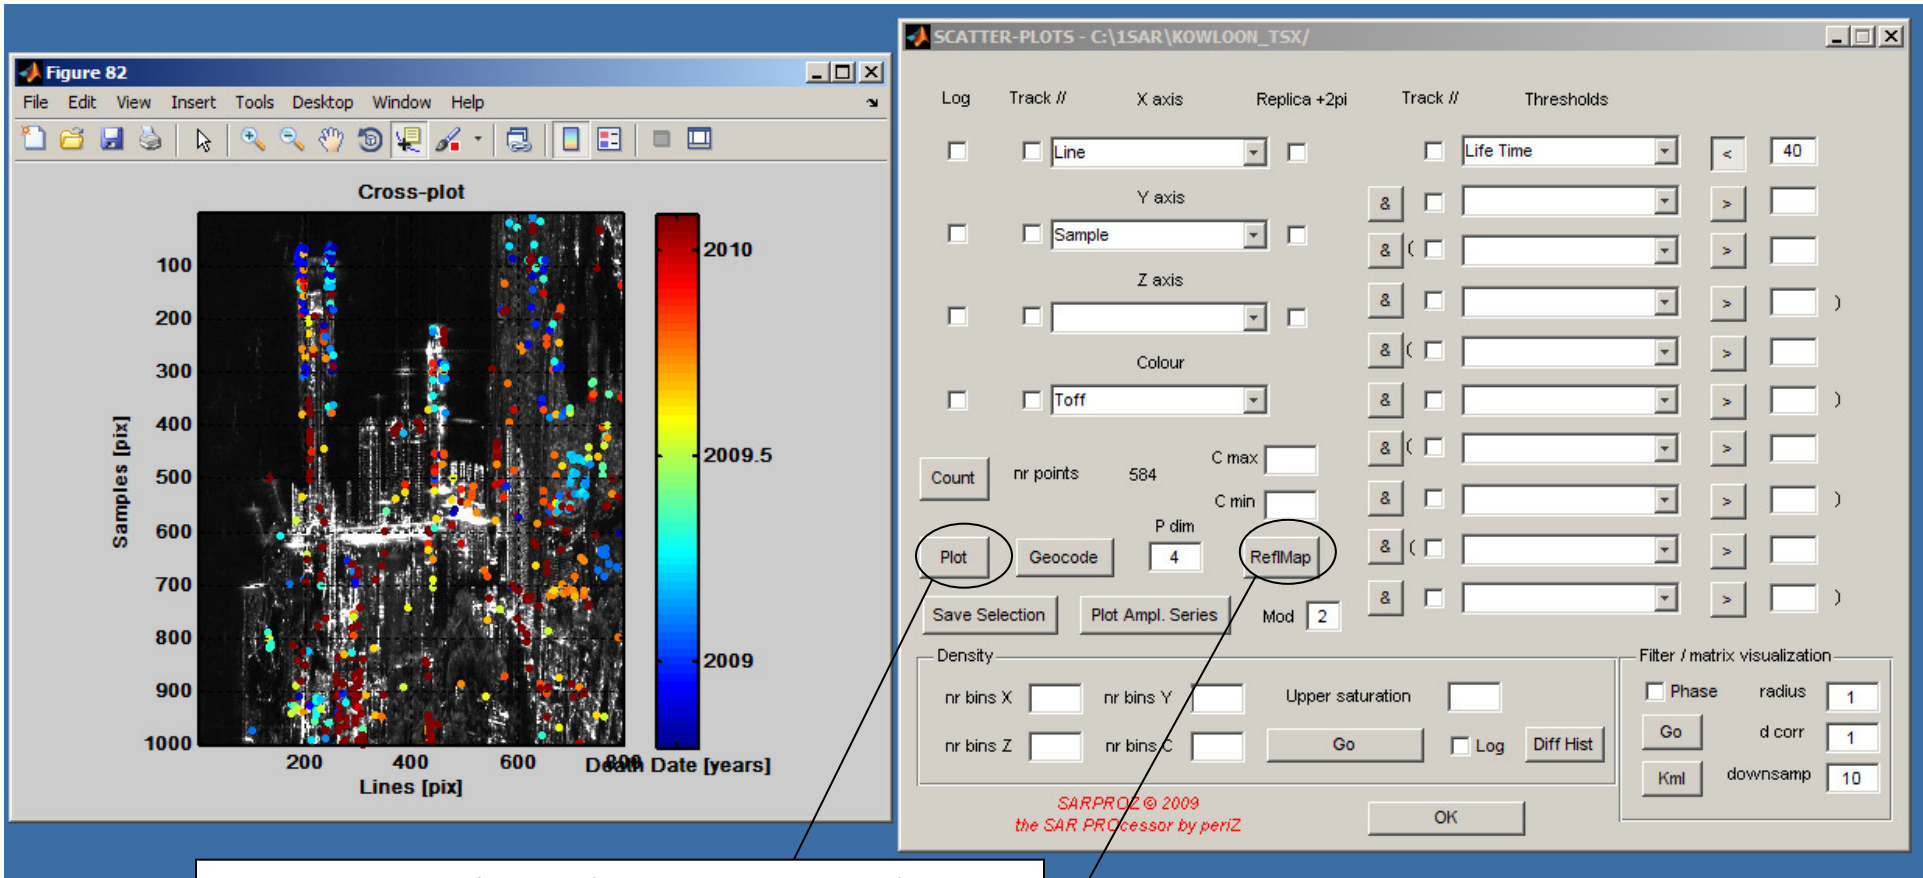 Figure 82
File Edit View Insert Tools Desktop Window Help
Cross-plot
100
200
300
400
500
600
700
800
900
1000
Samples [pix]
200 400 600 800
Lines [pix]
2010
2009.5
2009
Death Date [years]
SCATTER-PLOTS - C:\1SAR\KOWLOON_TSX/
Log Track // X axis Replica +2pi Track // Thresholds
Line Life Time < 40
Y axis
& >
Sample
& ( >
Z axis
& > )
Colour
& ( >
Toff
& > )
C max
& ( >
Count nr points 584
C min
& > )
P dim
Plot Geocode 4 ReflMap
& ( >
Save Selection Plot Ampl. Series Mod 2
& > )
Density
nr bins X nr bins Y Upper saturation
nr bins Z nr bins C Go Log Diff Hist
Filter / matrix visualization
Phase radius 1
Go d corr 1
Kml downsamp 10
SARPROZ © 2009
the SAR PROcessor by periZ
OK